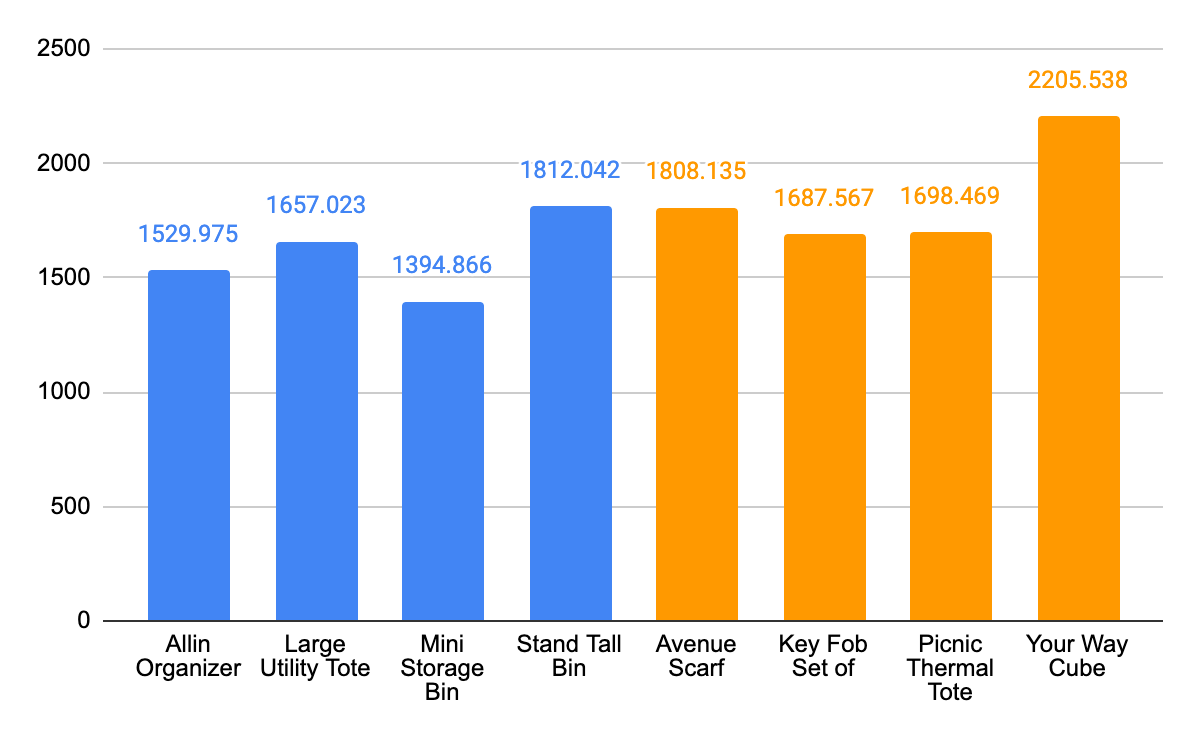 2500
2000
1500
1000
500
0
1529.975
1657.023
1394.866
1812.042
1808.135
1687.567
1698.469
2205.538
Allin
Organizer
Large
Utility Tote
Mini
Storage
Bin
Stand Tall
Bin
Avenue
Scarf
Key Fob
Set of
Picnic
Thermal
Tote
Your Way
Cube